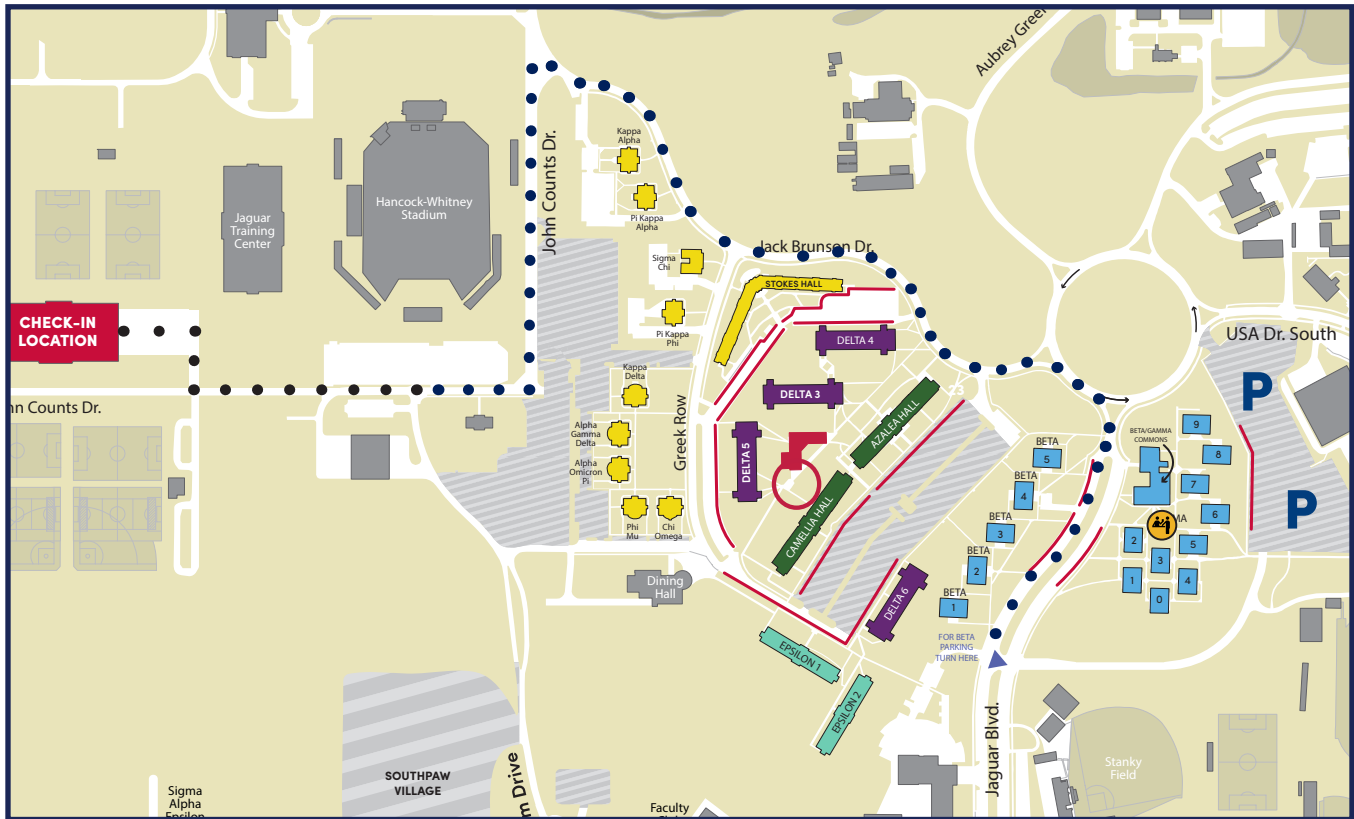 Aubrey Green
Kappa
Alpha
Hancock-Whitney
Stadium
John Counts Dr.
Jaguar
Training
Center
Pi Kappa
Alpha
Jack Brunson Dr.
Sigma
Chi
STOKES HALL
CHECK-IN
LOCATION
Pi Kappa
Phi
DELTA 4
USA Dr. South
Kappa
Delta
DELTA 3
23
P
nn Counts Dr.
Greek Row
AZALEA HALL
Alpha
Gamma
Delta
BETA/GAMMA
COMMONS
9
BETA
5
8
DELTA 5
Alpha
Omicron
Pi
BETA
4
7
CAMELLIA HALL
Phi
Mu
Chi
Omega
BETA
3
MA
6
P
2
5
3
BETA
2
Dining
Hall
1
4
0
DELTA 6
BETA
1
EPSILON 1
FOR BETA
PARKING
TURN HERE
EPSILON 2
Jaguar Blvd.
Stanky
Field
SOUTHPAW
VILLAGE
m Drive
Sigma
Alpha
Epsilon
Faculty